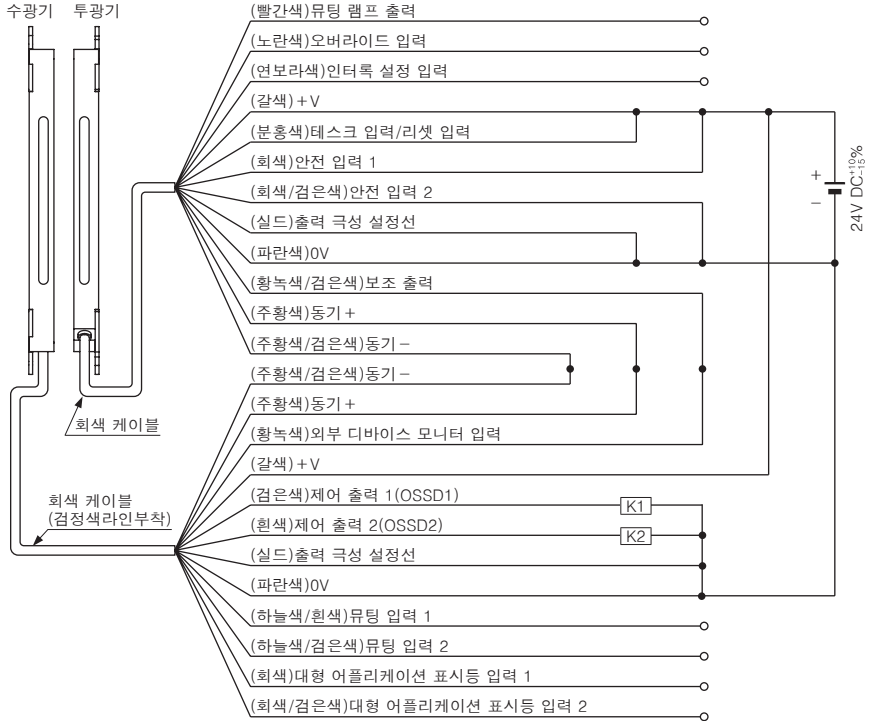 수광기 투광기
(빨간색)뮤팅 램프 출력
(노란색)오버라이드 입력
(연보라색)인터록 설정 입력
(갈색)+V
(분홍색)테스크 입력/리셋 입력
(회색)안전 입력 1
(회색/검은색)안전 입력 2
(실드)출력 극성 설정선
(파란색)0V
(황녹색/검은색)보조 출력
(주황색)동기+
(주황색/검은색)동기−
+
−
24V DC+10−15%
(주황색/검은색)동기−
(주황색)동기+
(황녹색)외부 디바이스 모니터 입력
(갈색)+V
(검은색)제어 출력 1(OSSD1)
K1
(흰색)제어 출력 2(OSSD2)
K2
(실드)출력 극성 설정선
(파란색)0V
(하늘색/흰색)뮤팅 입력 1
(하늘색/검은색)뮤팅 입력 2
(회색)대형 어플리케이션 표시등 입력 1
(회색/검은색)대형 어플리케이션 표시등 입력 2
회색 케이블
회색 케이블
(검정색라인부착)